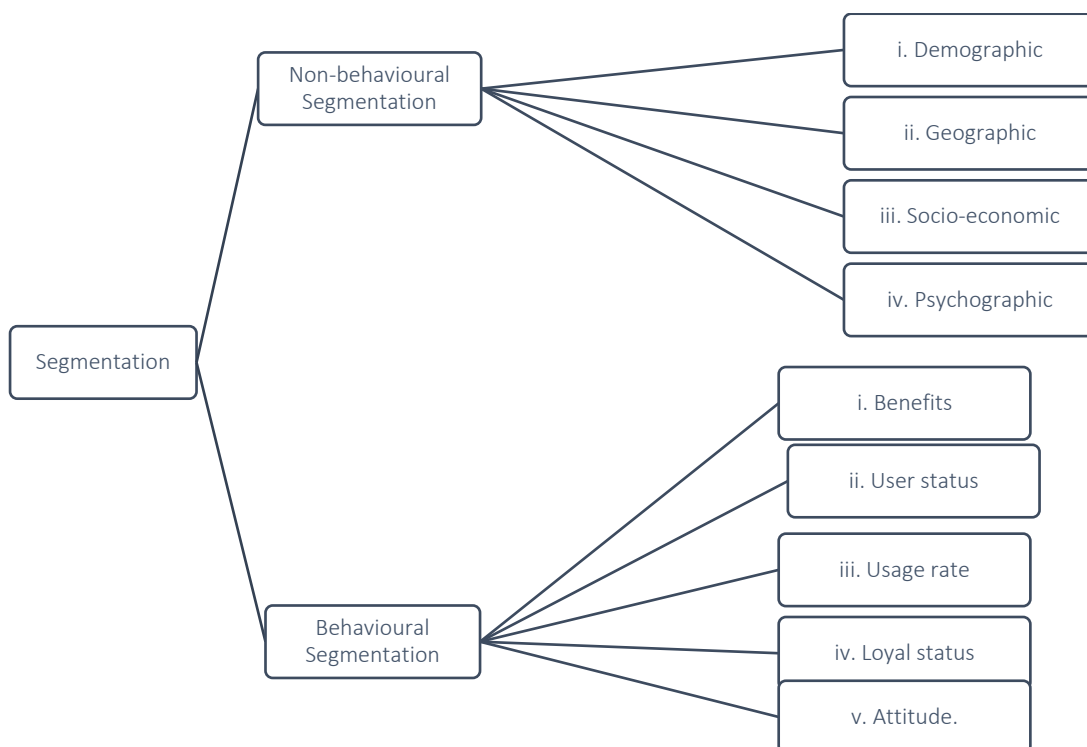 Segmentation
Non-behavioural
Segmentation
i. Demographic
ii. Geographic
iii. Socio-economic
iv. Psychographic
Behavioural
Segmentation
i. Benefits
ii. User status
iii. Usage rate
iv. Loyal status
v. Attitude.